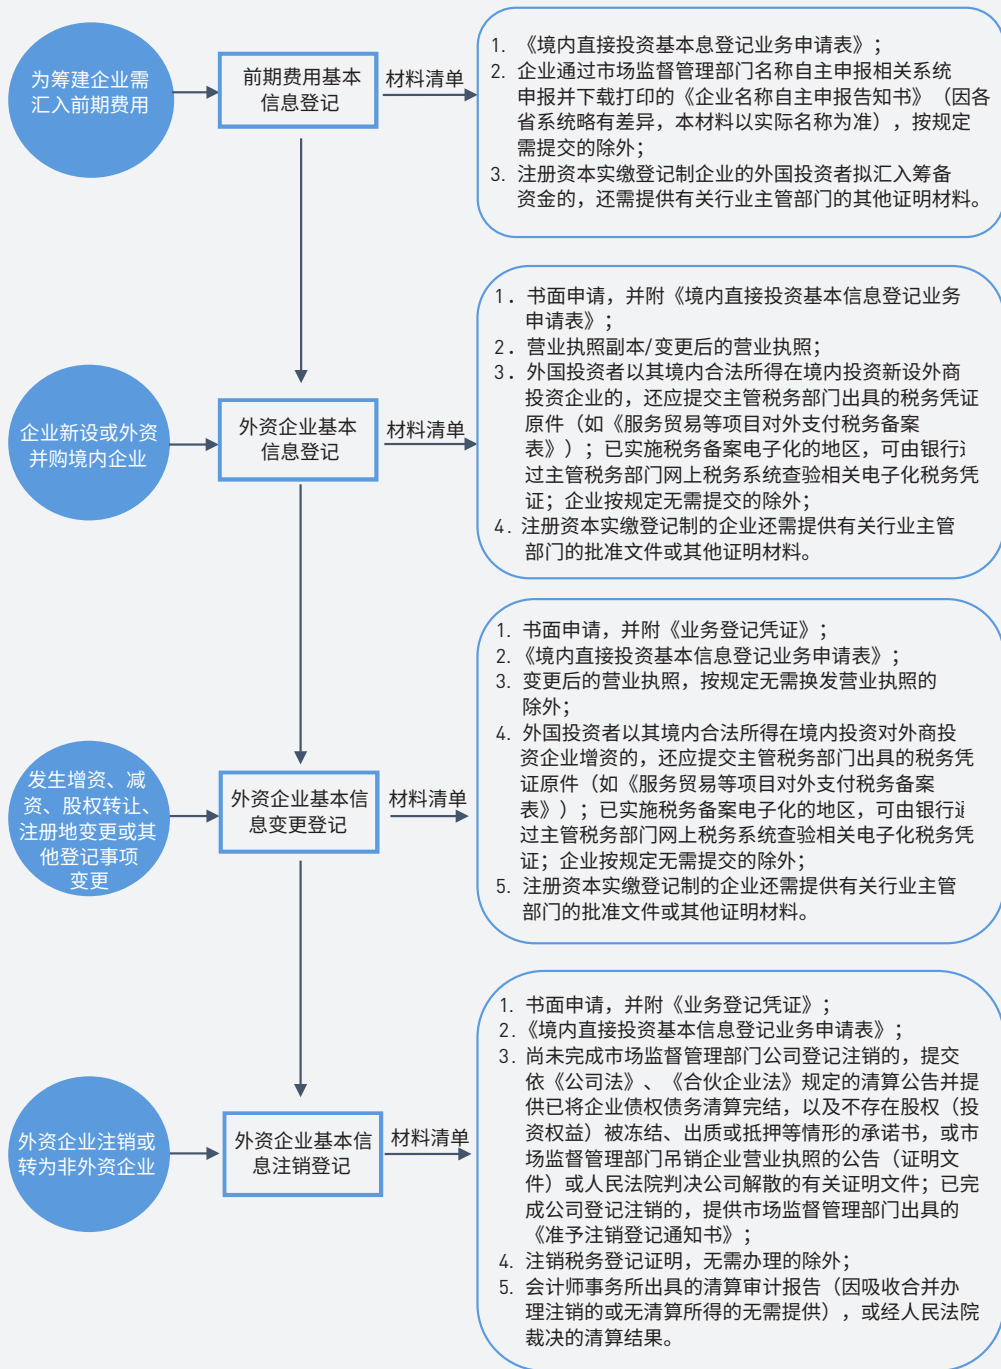 为筹建企业需
汇入前期费用
前期费用基本
信息登记
材料清单
1. 《境内直接投资基本息登记业务申请表》；
2. 企业通过市场监督管理部门名称自主申报相关系统
申报并下载打印的《企业名称自主申报告知书》（因各
省系统略有差异，本材料以实际名称为准），按规定
需提交的除外；
3. 注册资本实缴登记制企业的外国投资者拟汇入筹备
资金的，还需提供有关行业主管部门的其他证明材料。
企业新设或外资
并购境内企业
外资企业基本
信息登记
材料清单
1. 书面申请，并附《境内直接投资基本信息登记业务
申请表》；
2. 营业执照副本/变更后的营业执照；
3. 外国投资者以其境内合法所得在境内投资新设外商
投资企业的，还应提交主管税务部门出具的税务凭证
原件（如《服务贸易等项目对外支付税务备案
表》）；已实施税务备案电子化的地区，可由银行通
过主管税务部门网上税务系统查验相关电子化税务凭
证；企业按规定无需提交的除外；
4. 注册资本实缴登记制的企业还需提供有关行业主管
部门的批准文件或其他证明材料。
发生增资、减
资、股权转让、
注册地变更或其
他登记事项
变更
外资企业基本信
息变更登记
材料清单
1. 书面申请，并附《业务登记凭证》；
2. 《境内直接投资基本信息登记业务申请表》；
3. 变更后的营业执照，按规定无需换发营业执照的
除外；
4. 外国投资者以其境内合法所得在境内投资对外商投
资企业增资的，还应提交主管税务部门出具的税务凭
证原件（如《服务贸易等项目对外支付税务备案
表》）；已实施税务备案电子化的地区，可由银行通
过主管税务部门网上税务系统查验相关电子化税务凭
证；企业按规定无需提交的除外；
5. 注册资本实缴登记制的企业还需提供有关行业主管
部门的批准文件或其他证明材料。
外资企业注销或
转为非外资企业
外资企业基本信
息注销登记
材料清单
1. 书面申请，并附《业务登记凭证》；
2. 《境内直接投资基本信息登记业务申请表》；
3. 尚未完成市场监督管理部门公司登记注销的，提交
依《公司法》、《合伙企业法》规定的清算公告并提
供已将企业债权债务清算完结，以及不存在股权（投
资权益）被冻结、出质或抵押等情形的承诺书，或市
场监督管理部门吊销企业营业执照的公告（证明文
件）或人民法院判决公司解散的有关证明文件；已完
成公司登记注销的，提供市场监督管理部门出具的
《准予注销登记通知书》；
4. 注销税务登记证明，无需办理的除外；
5. 会计师事务所出具的清算审计报告（因吸收合并办
理注销的或无清算所得的无需提供），或经人民法院
裁决的清算结果。